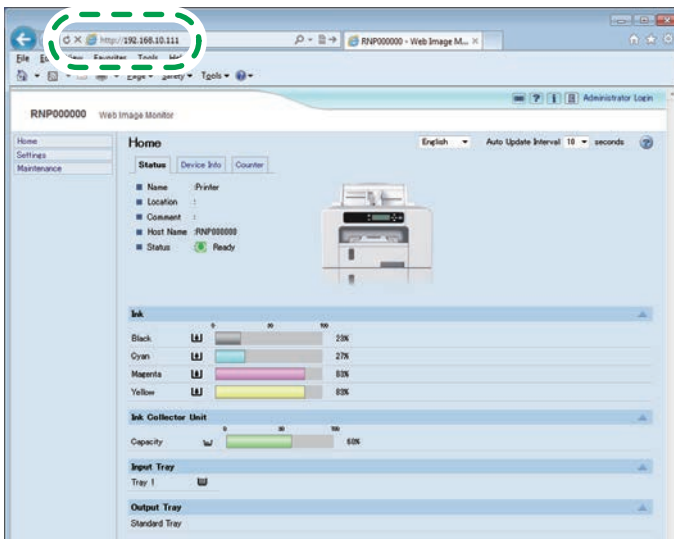 http://192.168.10.111
RNP000000 - Web Image M...
File Favorites Tools
Page Safety Tools
RNP000000 Web Image Monitor
Administrator Login
Home
Settings
Maintenance
Home
English Auto Update Interval 10 seconds
Status Device Info Counter
Name :Printer
Location :
Comment :
Host Name :RNP000000
Status : Ready
Ink
0 50 100
Black 23%
Cyan 27%
Magenta 83%
Yellow 83%
Ink Collector Unit
0 50 100
Capacity 60%
Input Tray
Tray 1
Output Tray
Standard Tray